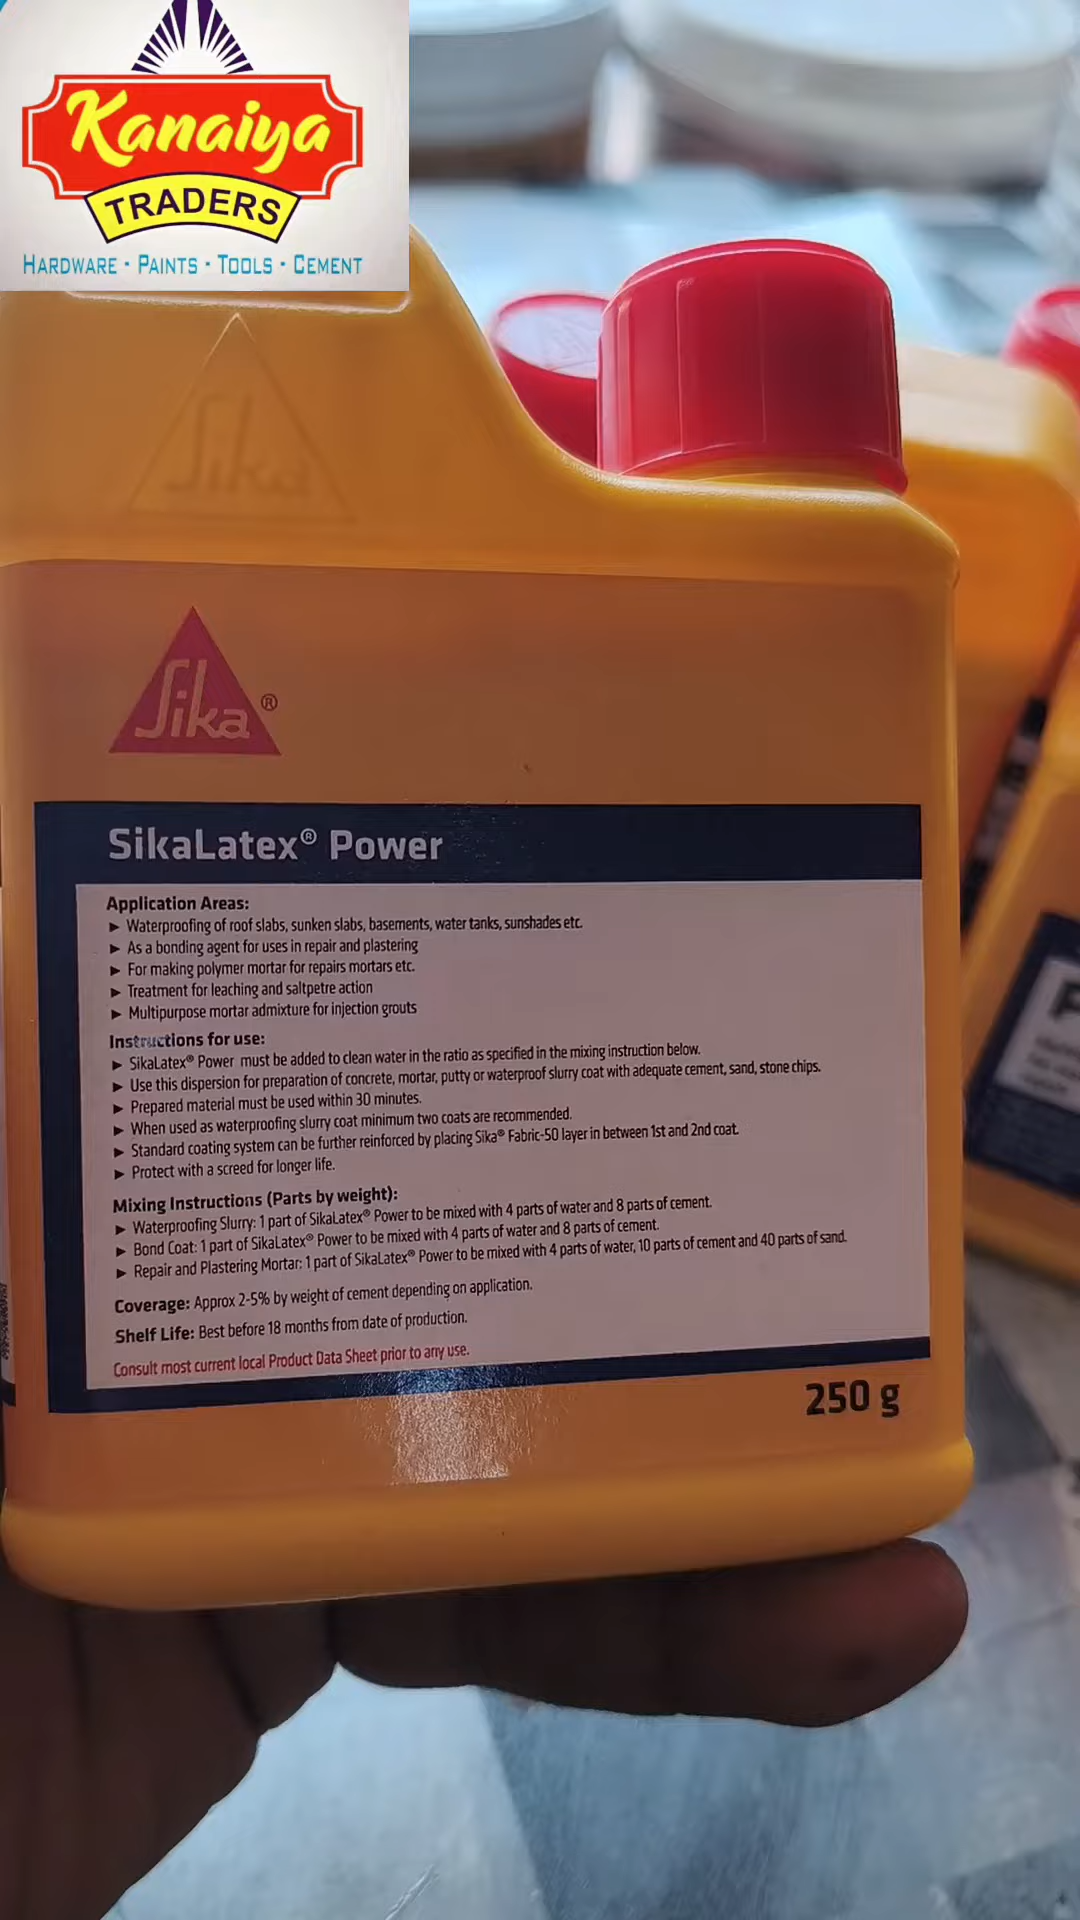 Kanaiya
TRADERS
HARDWARE · PAINTS · TOOLS · CEMENT
Sika
Sika®
SikaLatex® Power
Application Areas:
► Waterproofing of roof slabs, sunken slabs, basements, water tanks, sunshades etc.
► As a bonding agent for uses in repair and plastering
► For making polymer mortar for repairs mortars etc.
► Treatment for leaching and saltpetre action
► Multipurpose mortar admixture for injection grouts
Instructions for use:
► SikaLatex® Power must be added to clean water in the ratio as specified in the mixing instruction below.
► Use this dispersion for preparation of concrete, mortar, putty or waterproof slurry coat with adequate cement, sand, stone chips.
► Prepared material must be used within 30 minutes.
► When used as waterproofing slurry coat minimum two coats are recommended.
► Standard coating system can be further reinforced by placing Sika® Fabric-50 layer in between 1st and 2nd coat.
► Protect with a screed for longer life.
Mixing Instructions (Parts by weight):
► Waterproofing Slurry: 1 part of SikaLatex® Power to be mixed with 4 parts of water and 8 parts of cement.
► Bond Coat: 1 part of SikaLatex® Power to be mixed with 4 parts of water and 8 parts of cement.
► Repair and Plastering Mortar: 1 part of SikaLatex® Power to be mixed with 4 parts of water, 10 parts of cement and 40 parts of sand.
Coverage: Approx 2-5% by weight of cement depending on application.
Shelf Life: Best before 18 months from date of production.
Consult most current local Product Data Sheet prior to any use.
250 g